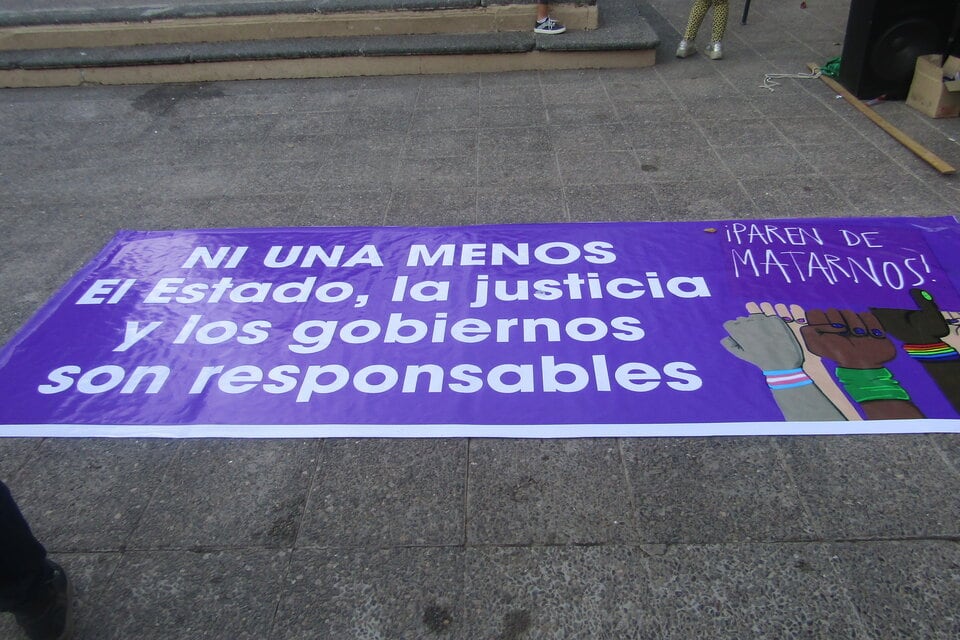 NI UNA MENOS
El Estado, la justicia
y los gobiernos
son responsables
¡PAREN DE
MATARNOS!